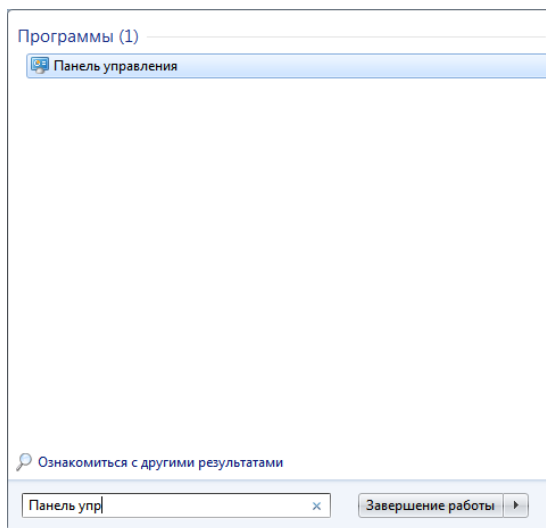 Программы (1)
Панель управления
Ознакомиться с другими результатами
Панель упр
Завершение работы